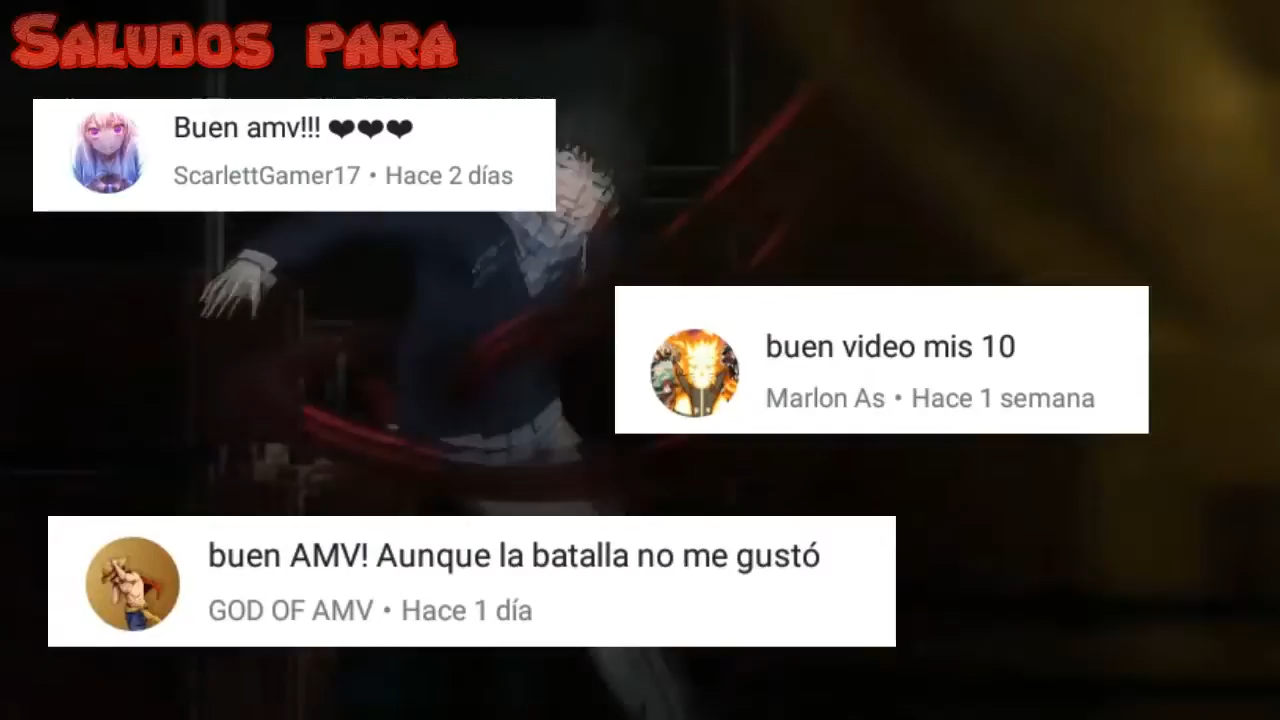 Saludos para
Buen amv!!! ❤❤❤
ScarlettGamer17 • Hace 2 días
buen video mis 10
Marlon As • Hace 1 semana
buen AMV! Aunque la batalla no me gustó
GOD OF AMV • Hace 1 día